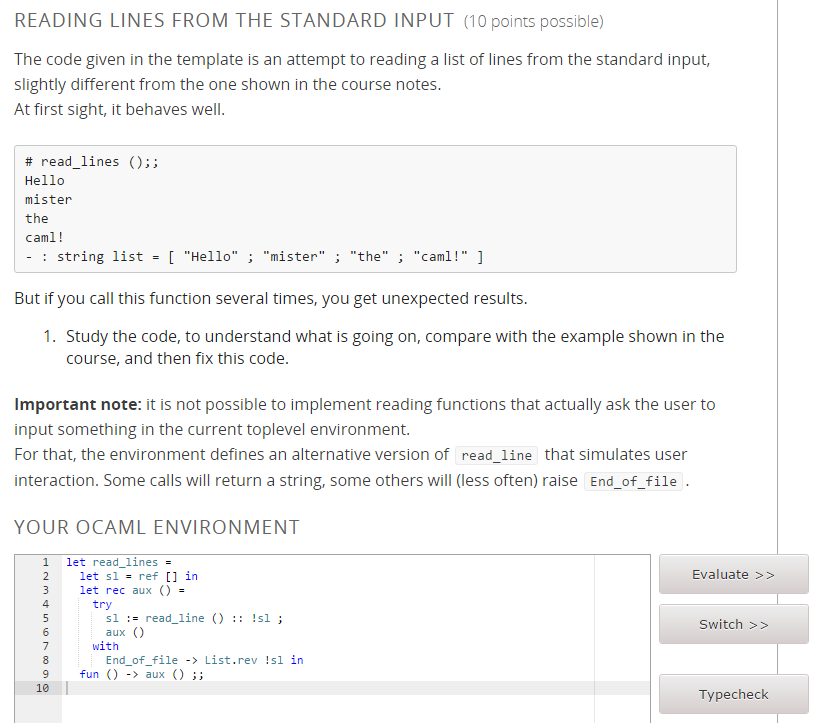 READING LINES FROM THE STANDARD INPUT (10 points possible)
The code given in the template is an attempt to reading a list of lines from the standard input,
slightly different from the one shown in the course notes.
At first sight, it behaves well.
# read_lines ();;
Hello
mister
the
caml!
- : string list = [ "Hello" ; "mister" ; "the" ; "caml!" ]
But if you call this function several times, you get unexpected results.
1. Study the code, to understand what is going on, compare with the example shown in the
course, and then fix this code.
Important note: it is not possible to implement reading functions that actually ask the user to
input something in the current toplevel environment.
For that, the environment defines an alternative version of read_line that simulates user
interaction. Some calls will return a string, some others will (less often) raise End_of_file .
YOUR OCAML ENVIRONMENT
1 let read_lines =
2   let sl = ref [] in
3   let rec aux () =
4     try
5       sl := read_line () :: !sl ;
6       aux ()
7     with
8       End_of_file -> List.rev !sl in
9   fun () -> aux () ;;
10
Evaluate >>
Switch >>
Typecheck